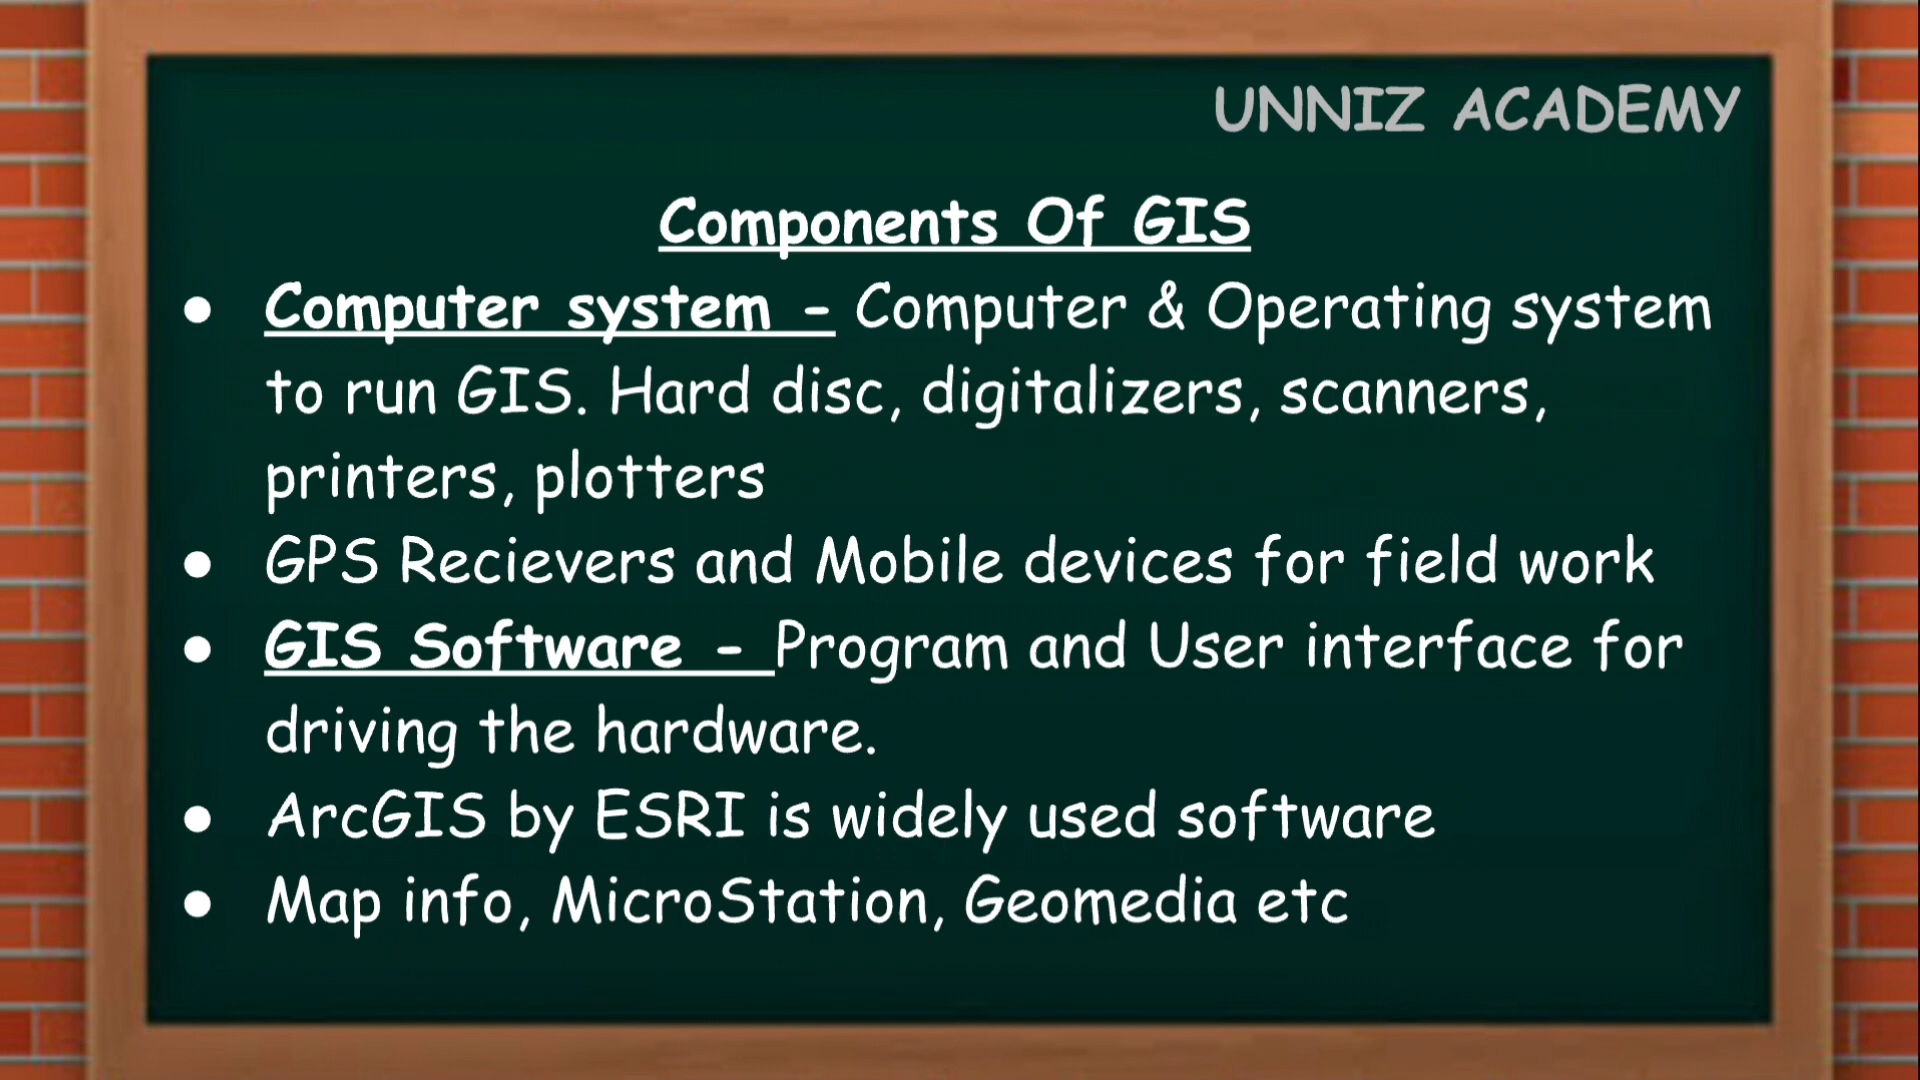 UNNIZ ACADEMY
Components Of GIS
● Computer system - Computer & Operating system
to run GIS. Hard disc, digitalizers, scanners,
printers, plotters
● GPS Recievers and Mobile devices for field work
● GIS Software - Program and User interface for
driving the hardware.
● ArcGIS by ESRI is widely used software
● Map info, MicroStation, Geomedia etc